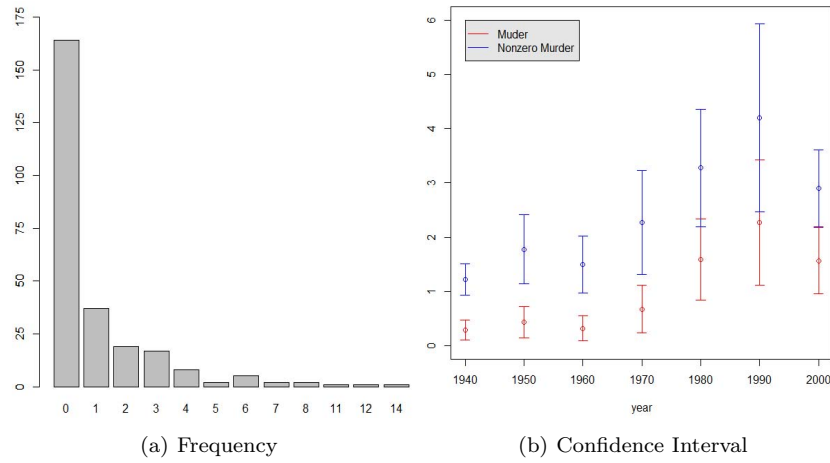 175
150
125
100
75
50
25
0
0 1 2 3 4 5 6 7 8 11 12 14
(a) Frequency
Muder
Nonzero Murder
6
5
4
3
2
1
0
1940 1950 1960 1970 1980 1990 2000
year
(b) Confidence Interval